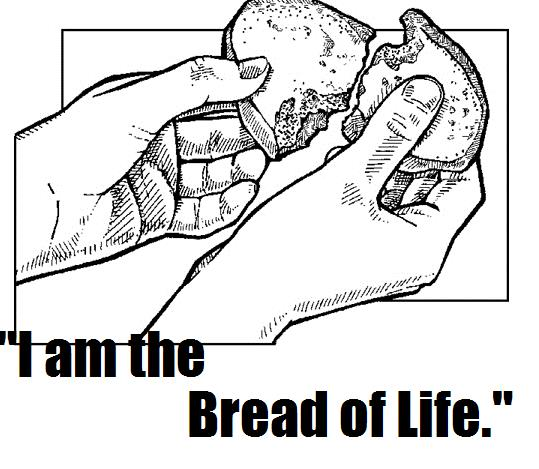 "I am the
Bread of Life."